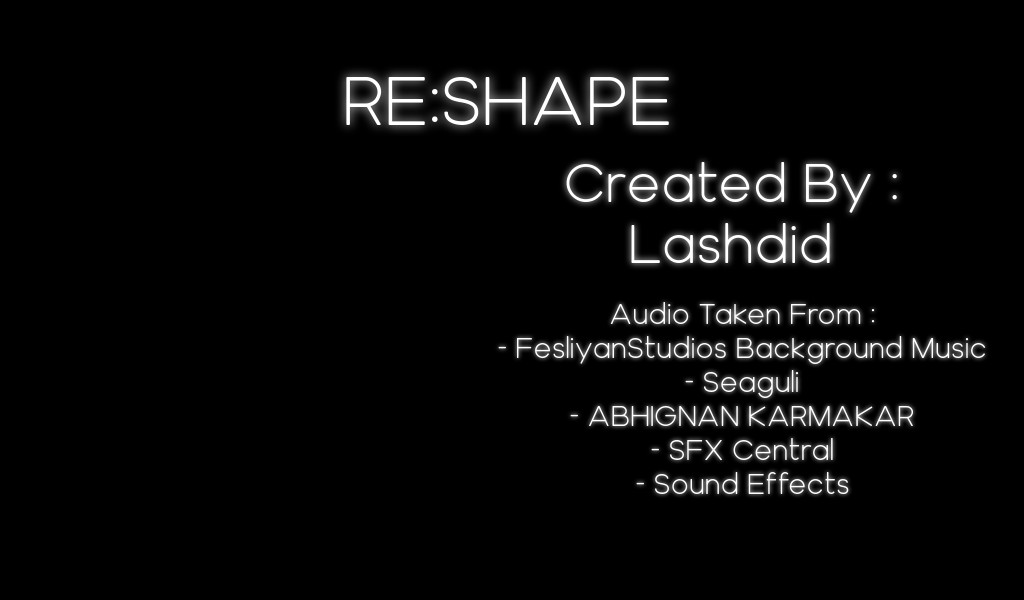 RE:SHAPE
Created By :
Lashdid
Audio Taken From :
- FesliyanStudios Background Music
- Seaguli
- ABHIGNAN KARMAKAR
- SFX Central
- Sound Effects